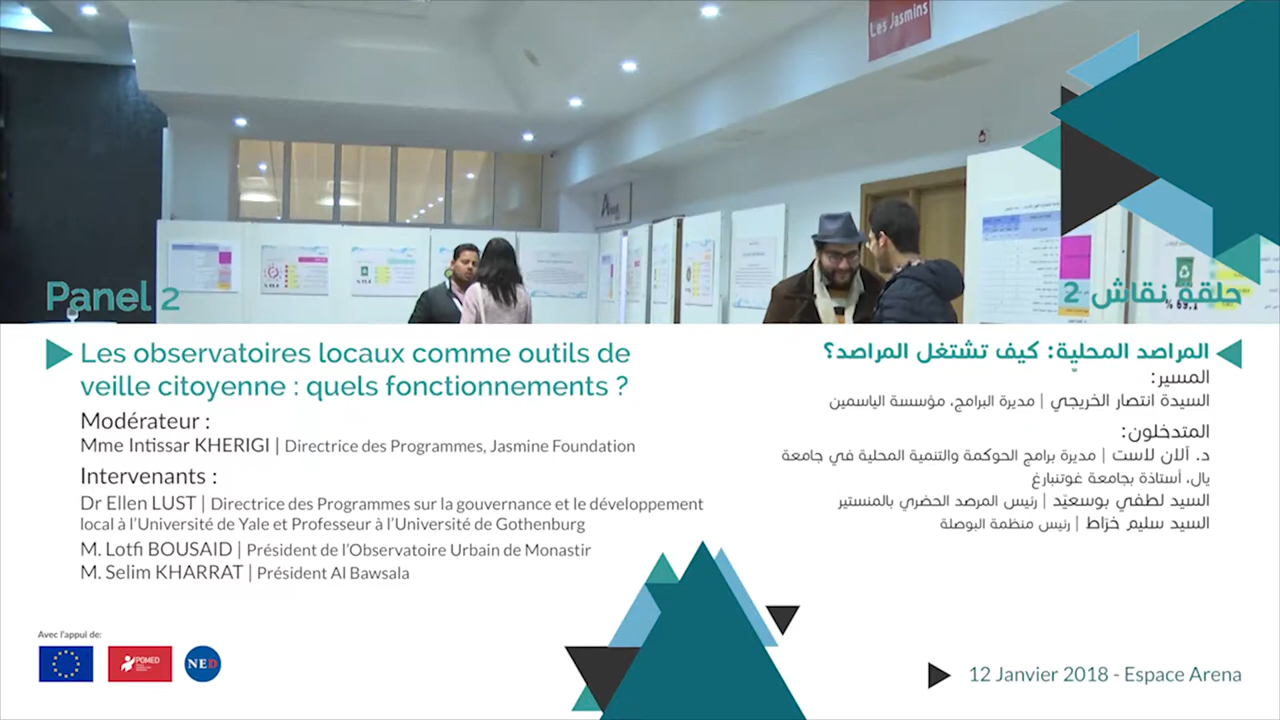 Les Jasmins
Panel 2
حلقة نقاش 2
% 69,1
Les observatoires locaux comme outils de
veille citoyenne : quels fonctionnements ?
Modérateur :
Mme Intissar KHERIGI | Directrice des Programmes, Jasmine Foundation
Intervenants :
Dr Ellen LUST | Directrice des Programmes sur la gouvernance et le développement
local à l’Université de Yale et Professeur à l’Université de Gothenburg
M. Lotfi BOUSAID | Président de l’Observatoire Urbain de Monastir
M. Selim KHARRAT | Président Al Bawsala
المراصد المحليّة: كيف تشتغل المراصد؟
المسير:
السيدة انتصار الخريجي | مديرة البرامج، مؤسسة الياسمين
المتدخلون:
د. آلان لاست | مديرة برامج الحوكمة والتنمية المحلية في جامعة
يال، أستاذة بجامعة غوتنبارغ
السيد لطفي بوسعيّد | رئيس المرصد الحضري بالمنستير
السيد سليم خرّاط | رئيس منظمة البوصلة
Avec l’appui de:
POMED
NED
12 Janvier 2018 - Espace Arena